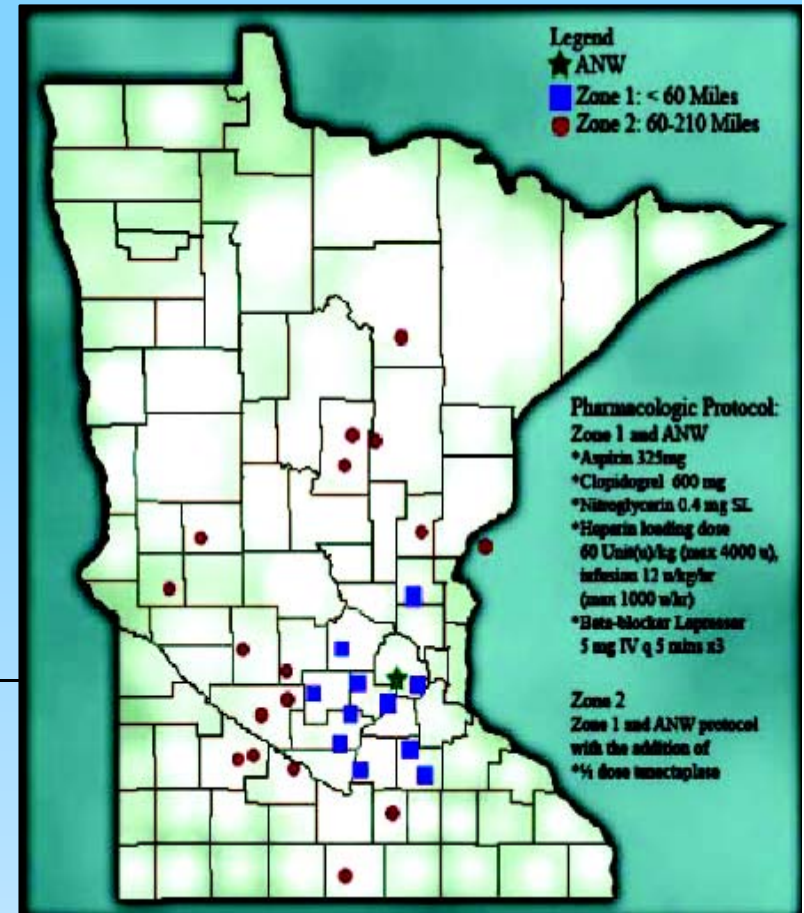 Legend
ANW
Zone 1: < 60 Miles
Zone 2: 60-210 Miles
Pharmacologic Protocol:
Zone 1 and ANW
*Aspirin 325mg
*Clopidogrel 600 mg
*Nitroglycerin 0.4 mg SL
*Heparin loading dose
60 Unit(s)/kg (max 4000 u),
infusion 12 u/kg/hr
(max 1000 u/hr)
*Beta-blocker Lopressor
5 mg IV q 5 mins x3
Zone 2
Zone 1 and ANW protocol
with the addition of
*½ dose tenectaplase